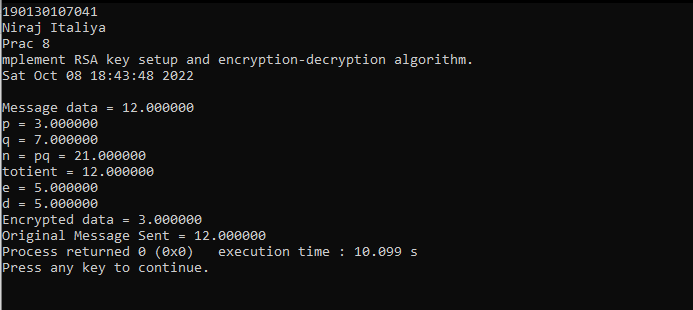 190130107041
Niraj Italiya
Prac 8
mplement RSA key setup and encryption-decryption algorithm.
Sat Oct 08 18:43:48 2022
Message data = 12.000000
p = 3.000000
q = 7.000000
n = pq = 21.000000
totient = 12.000000
e = 5.000000
d = 5.000000
Encrypted data = 3.000000
Original Message Sent = 12.000000
Process returned 0 (0x0)   execution time : 10.099 s
Press any key to continue.